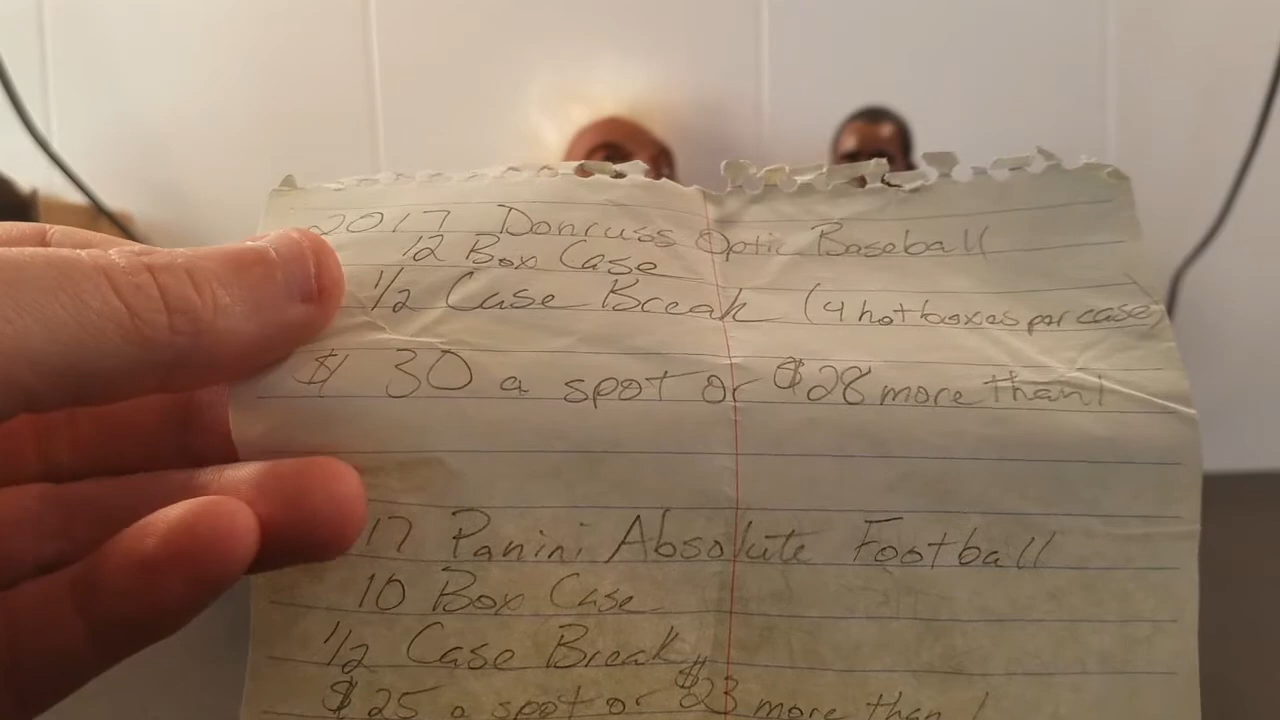 2017 Donruss Optic Baseball
12 Box Case
1/2 Case Break (4 hotboxes per case)
$ 30 a spot or $28 more than 1
17 Panini Absolute Football
10 Box Case
1/2 Case Break
$25 a spot or $23 more than 1